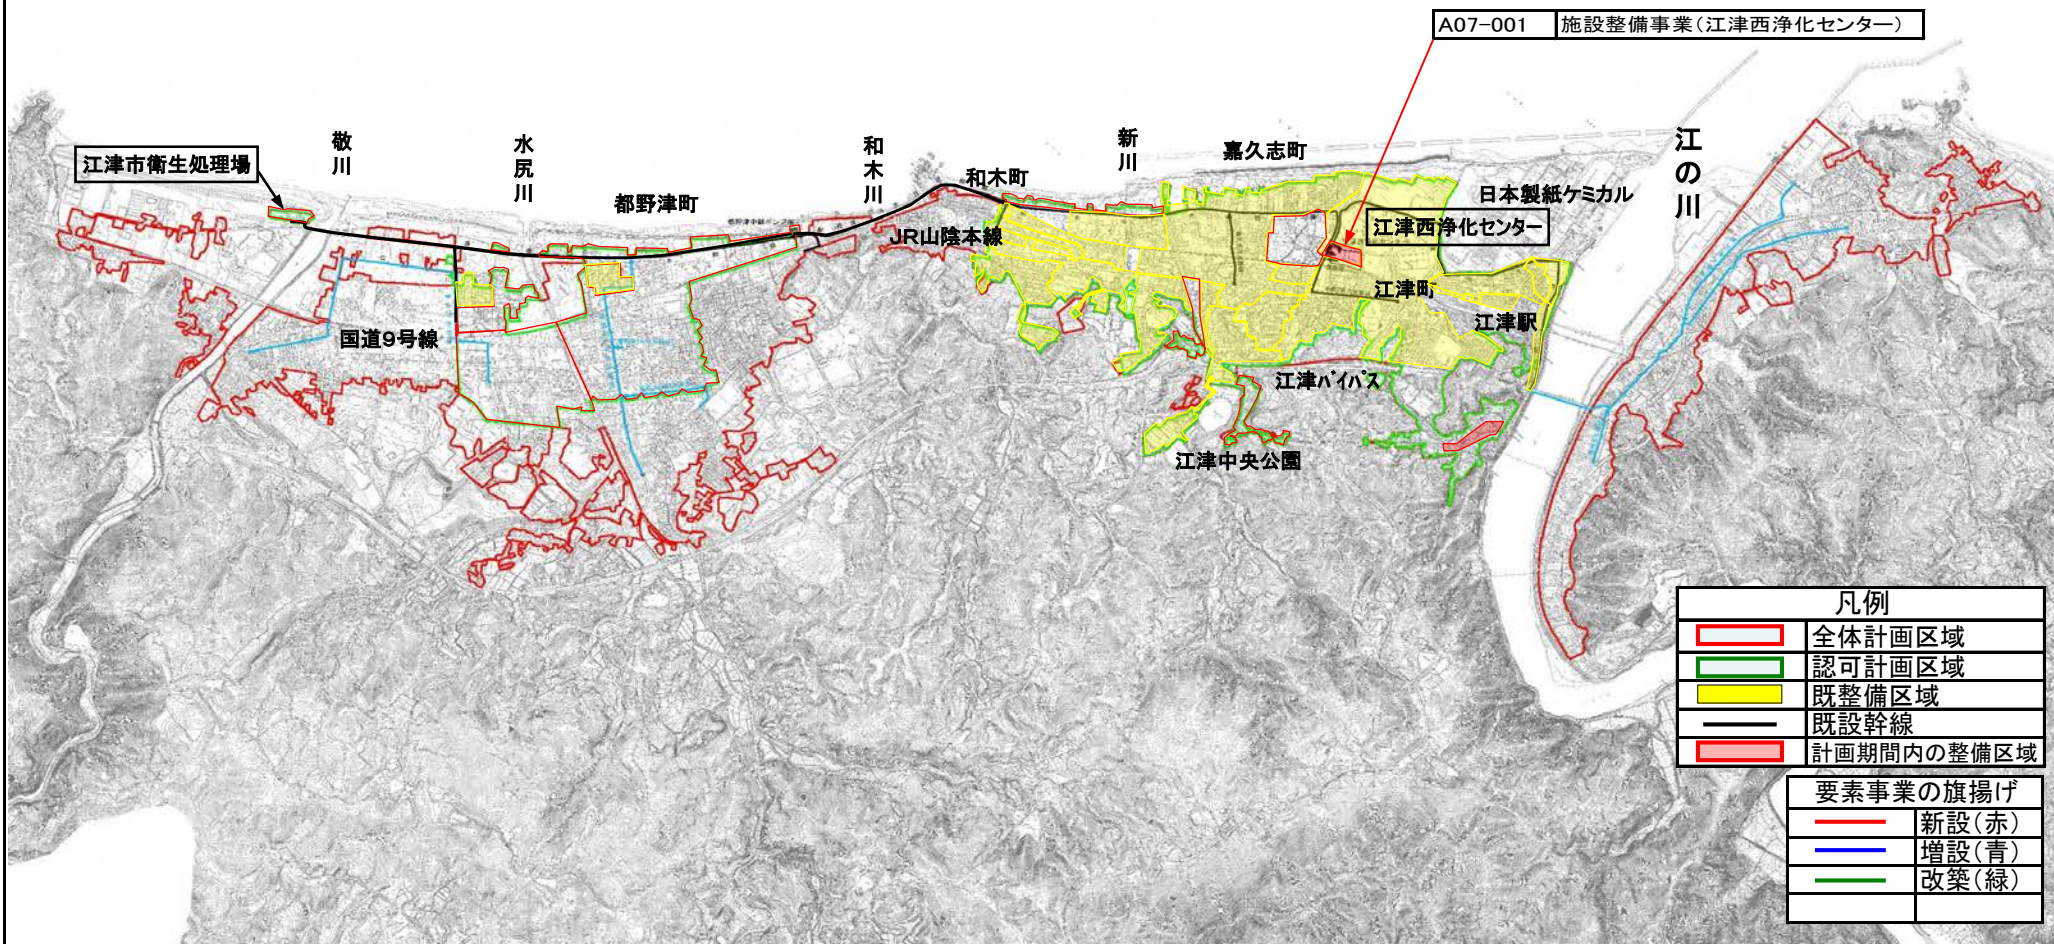 A07-001 施設整備事業(江津西浄化センター)
江津市衛生処理場
敬川
水尻川
都野津町
和木川
和木町
新川
嘉久志町
日本製紙ケミカル
江の川
JR山陰本線
江津西浄化センター
江津町
江津駅
国道9号線
江津バイパス
江津中央公園
凡例
全体計画区域
認可計画区域
既整備区域
既設幹線
計画期間内の整備区域
要素事業の旗揚げ
新設(赤)
増設(青)
改築(緑)